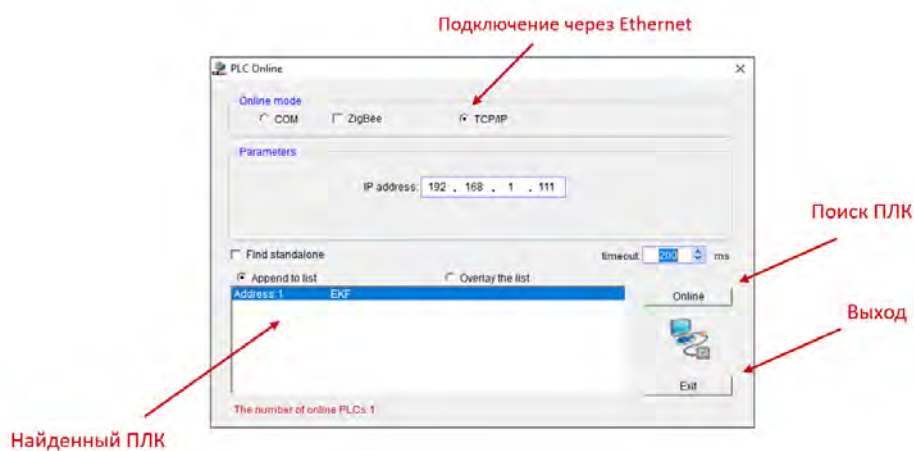 Подключение через Ethernet
PLC Online
Online mode
COM ZigBee TCP/IP
Parameters
IP address: 192 . 168 . 1 . 111
Поиск ПЛК
Find standalone timeout 200 ms
Append to list Overlay the list
Address:1 EKF
Online
Выход
Exit
The number of online PLCs:1
Найденный ПЛК